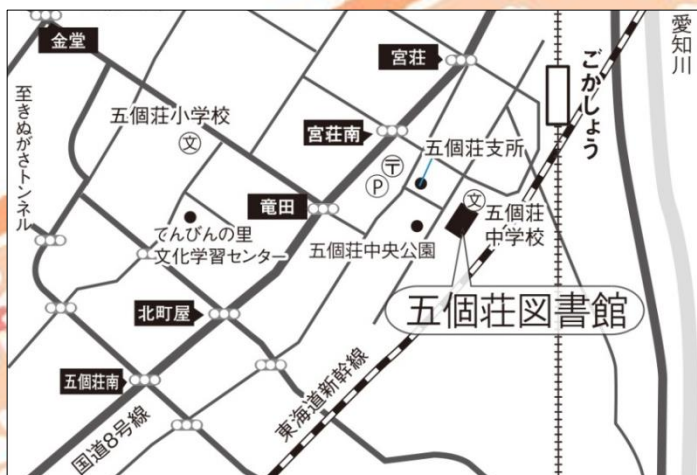 金堂
宮荘
愛知川
至きぬがさトンネル
五個荘小学校
文
宮荘南
ごかしょう
〒
P
五個荘支所
竜田
文
五個荘
中学校
てんびんの里
文化学習センター
五個荘中央公園
北町屋
五個荘図書館
五個荘南
国道8号線
東海道新幹線